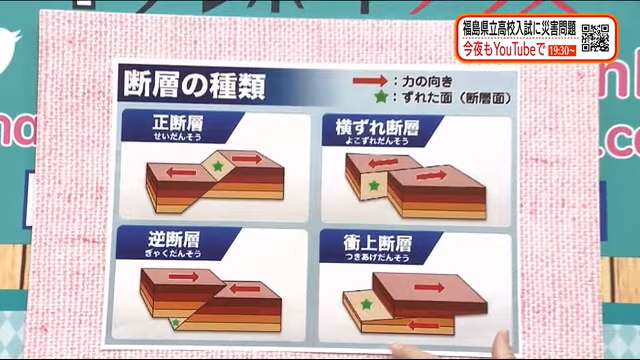 福島県立高校入試に災害問題
今夜もYouTubeで 19:30~
断層の種類
:力の向き
:ずれた面(断層面)
正断層
せいだんそう
横ずれ断層
よこずれだんそう
逆断層
ぎゃくだんそう
衝上断層
つきあげだんそう